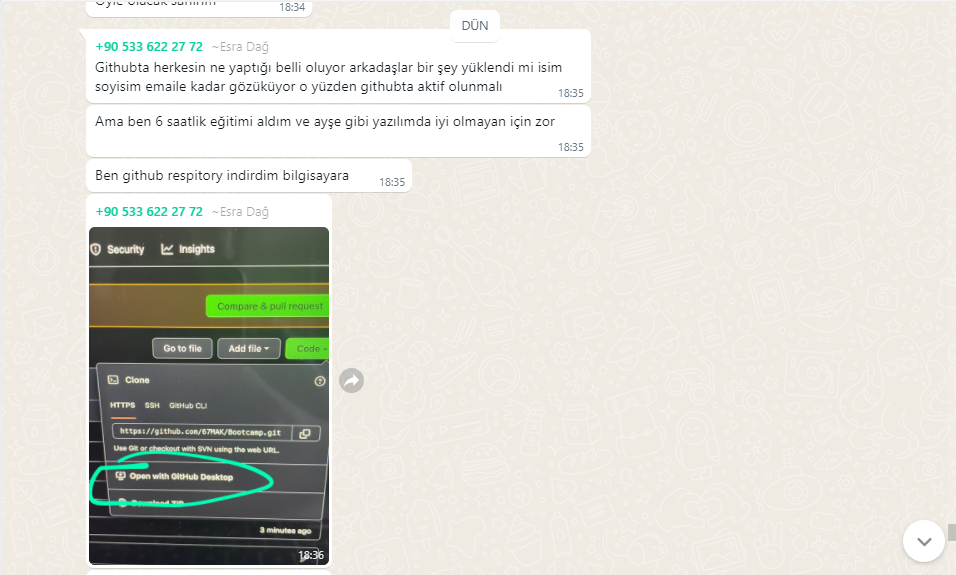 Öyle olacak sanırım
18:34
DÜN
+90 533 622 27 72 ~Esra Dağ
Githubta herkesin ne yaptığı belli oluyor arkadaşlar bir şey yüklendi mi isim
soyisim emaile kadar gözüküyor o yüzden githubta aktif olunmalı
18:35
Ama ben 6 saatlik eğitimi aldım ve ayşe gibi yazılımda iyi olmayan için zor
18:35
Ben github respitory indirdim bilgisayara
18:35
+90 533 622 27 72 ~Esra Dağ
Security Insights
Compare & pull request
Go to file Add file Code
Clone
HTTPS SSH GitHub CLI
https://github.com/67MAK/Bootcamp.git
Use Git or checkout with SVN using the web URL.
Open with GitHub Desktop
Download ZIP
3 minutes ago
18:36